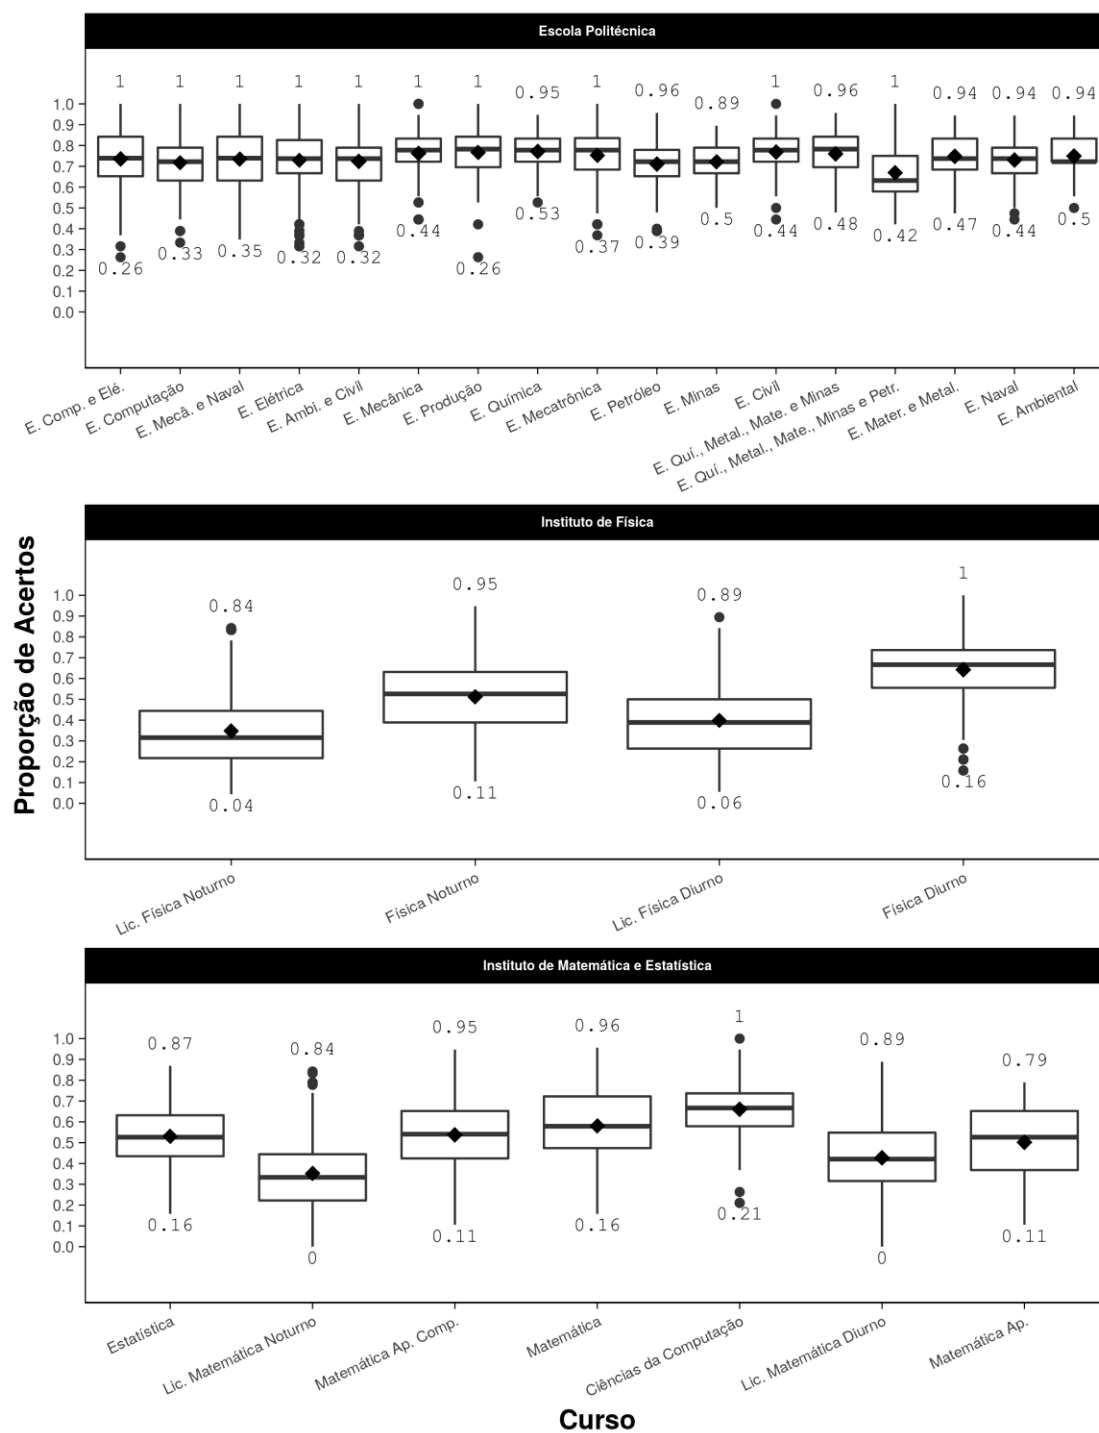 Escola Politécnica
1 1 1 1 1 1 1 0.95 1 0.96 0.89 1 0.96 1 0.94 0.94 0.94
1.0
0.9
0.8
0.7
0.6
0.5
0.4
0.3
0.2
0.1
0.0
0.26 0.33 0.35 0.32 0.32 0.44 0.26 0.53 0.37 0.39 0.5 0.44 0.48 0.42 0.47 0.44 0.5
E. Comp. e Elé.
E. Computação
E. Mecâ. e Naval
E. Elétrica
E. Ambi. e Civil
E. Mecânica
E. Produção
E. Química
E. Mecatrônica
E. Petróleo
E. Minas
E. Civil
E. Quí., Metal., Mate. e Minas
E. Quí., Metal., Mate., Minas e Petr.
E. Mater. e Metal.
E. Naval
E. Ambiental
Proporção de Acertos
Instituto de Física
0.84 0.95 0.89 1
1.0
0.9
0.8
0.7
0.6
0.5
0.4
0.3
0.2
0.1
0.0
0.04 0.11 0.06 0.16
Lic. Física Noturno
Física Noturno
Lic. Física Diurno
Física Diurno
Instituto de Matemática e Estatística
0.87 0.84 0.95 0.96 1 0.89 0.79
1.0
0.9
0.8
0.7
0.6
0.5
0.4
0.3
0.2
0.1
0.0
0.16 0 0.11 0.16 0.21 0 0.11
Estatística
Lic. Matemática Noturno
Matemática Ap. Comp.
Matemática
Ciências da Computação
Lic. Matemática Diurno
Matemática Ap.
Curso